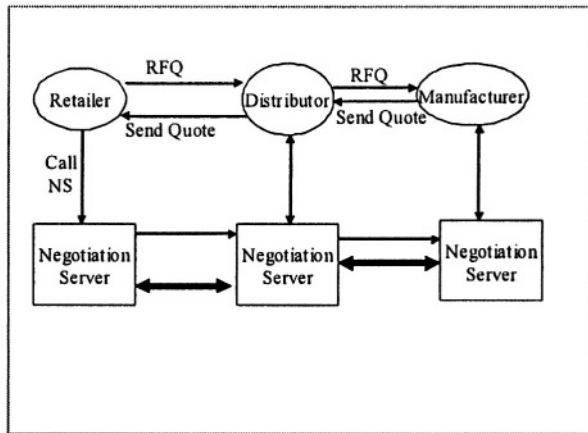 RFQ
RFQ
Retailer
Distributor
Manufacturer
Send Quote
Send Quote
Call
NS
Negotiation
Server
Negotiation
Server
Negotiation
Server